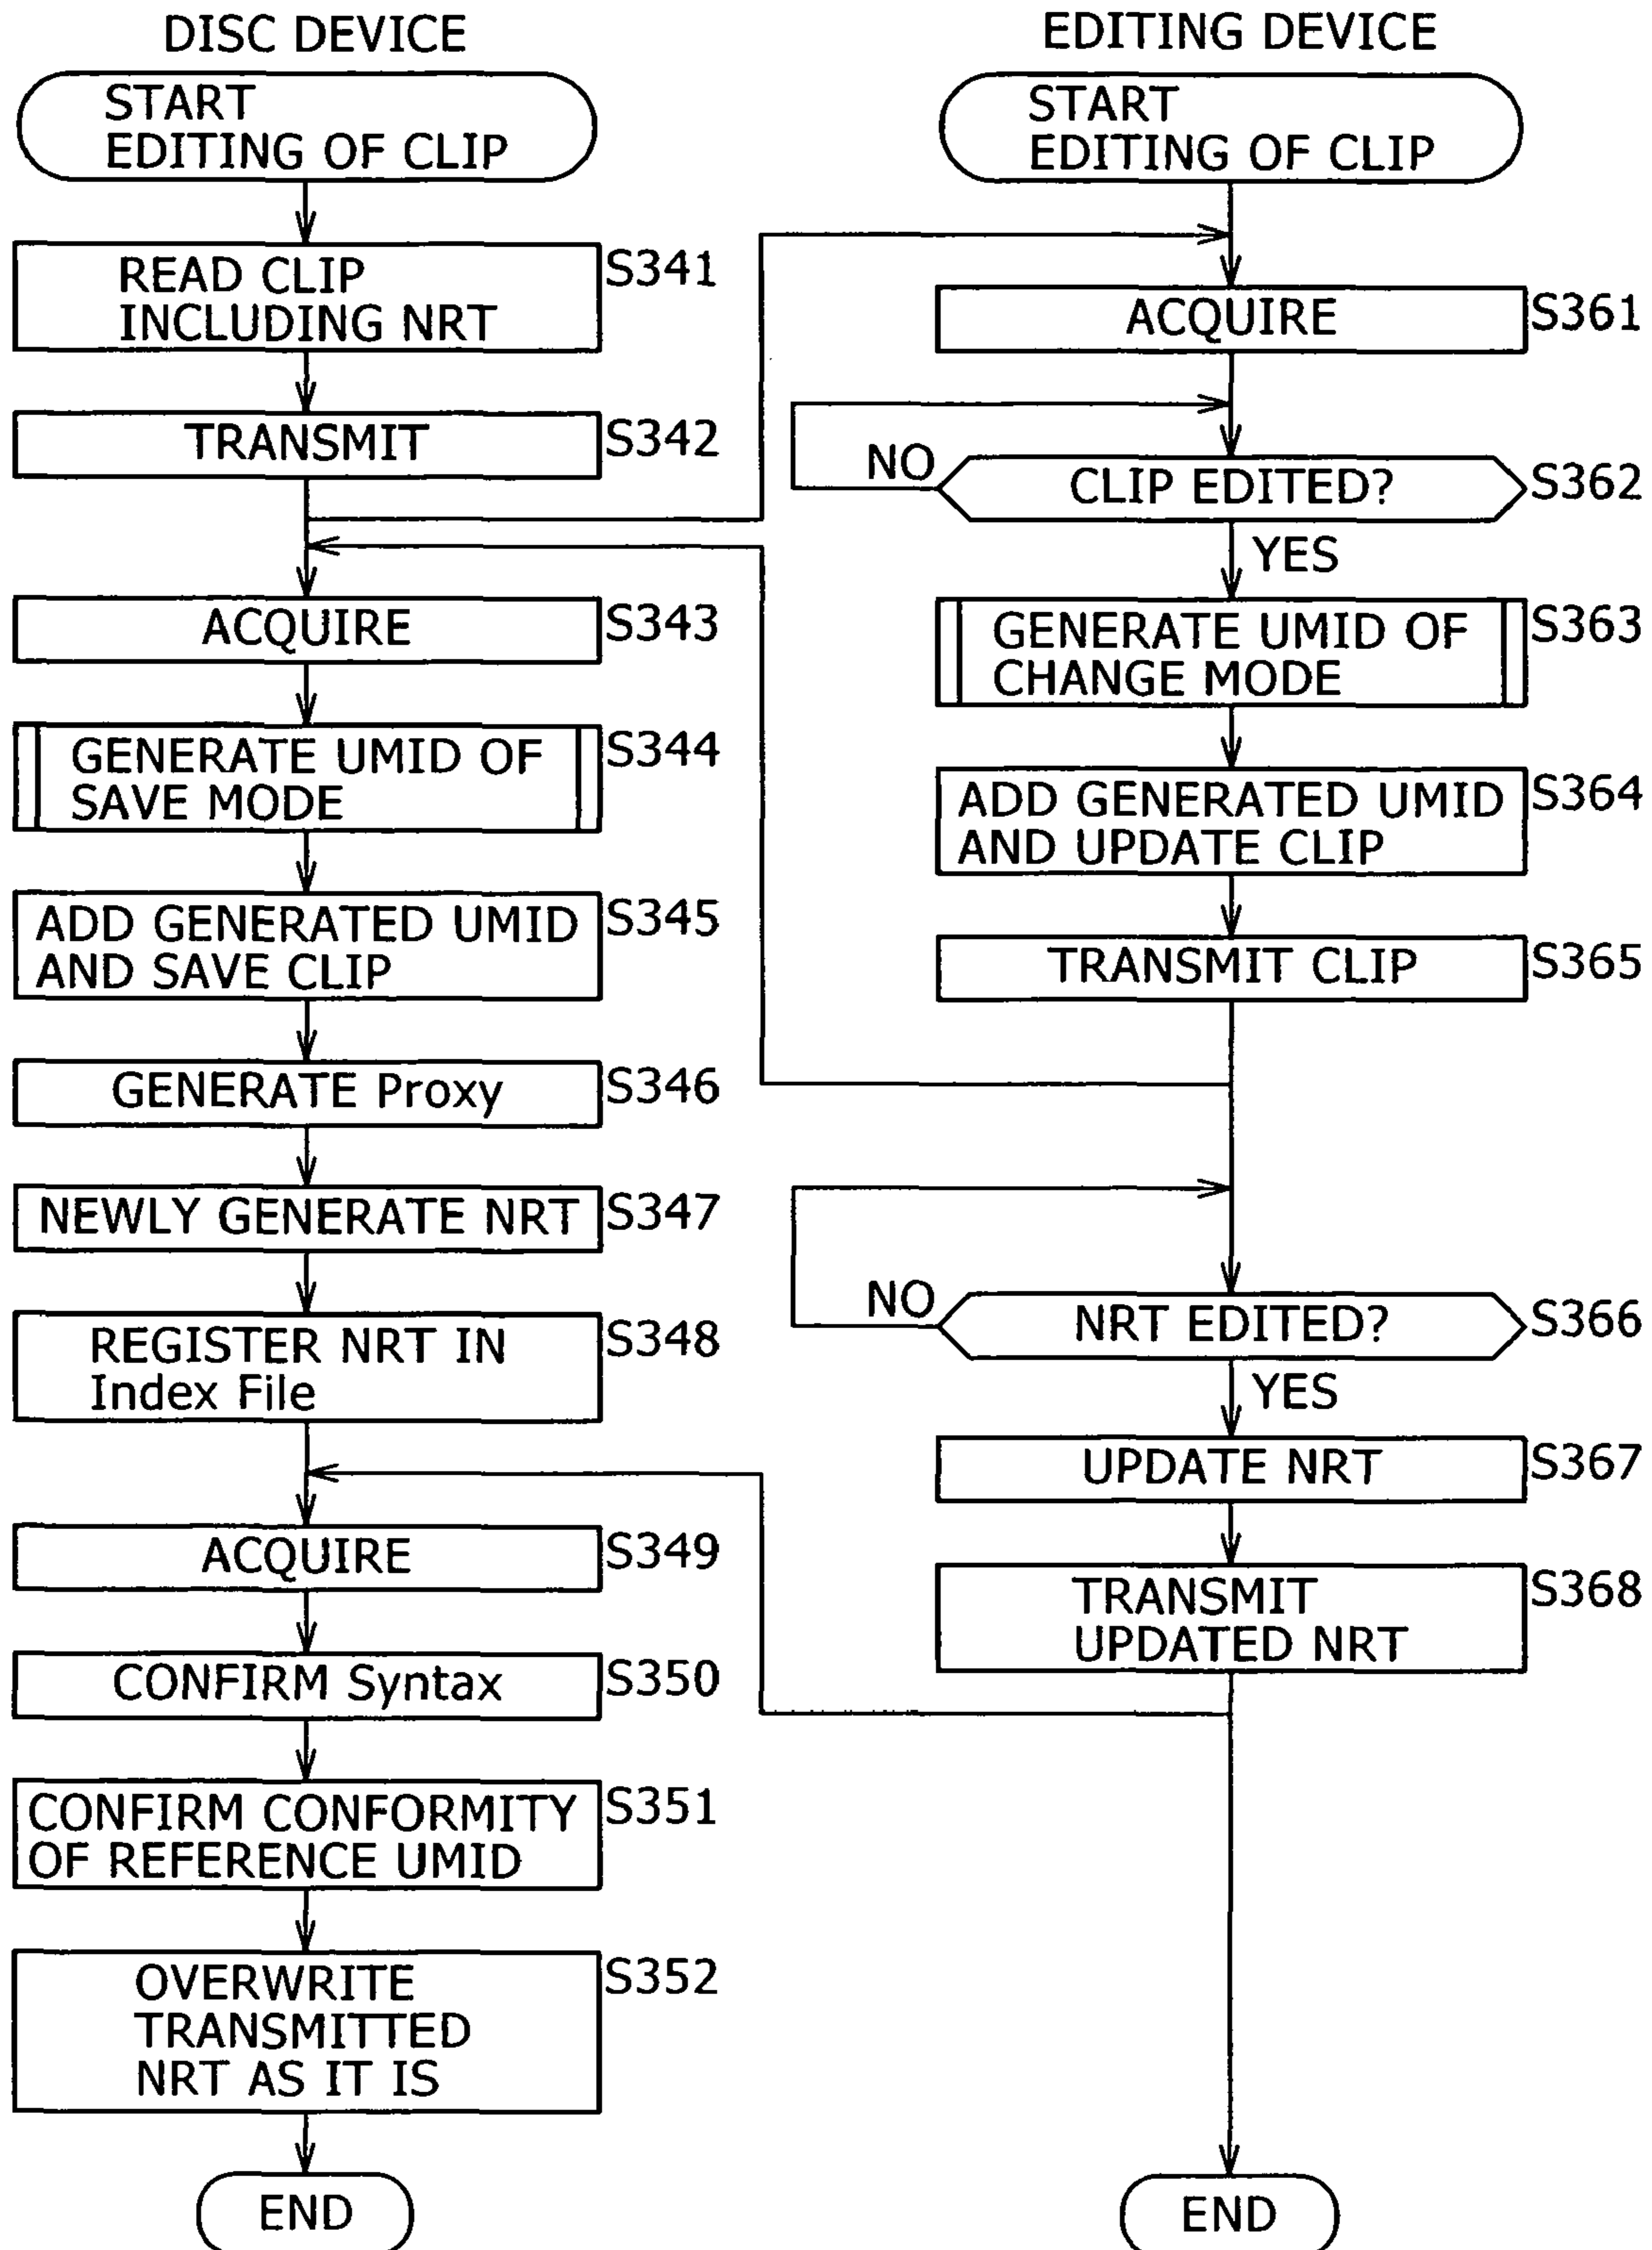 DISC DEVICE
START
EDITING OF CLIP
READ CLIP
INCLUDING NRT
S341
TRANSMIT
S342
ACQUIRE
S343
GENERATE UMID OF
SAVE MODE
S344
ADD GENERATED UMID
AND SAVE CLIP
S345
GENERATE Proxy
S346
NEWLY GENERATE NRT
S347
REGISTER NRT IN
Index File
S348
ACQUIRE
S349
CONFIRM Syntax
S350
CONFIRM CONFORMITY
OF REFERENCE UMID
S351
OVERWRITE
TRANSMITTED
NRT AS IT IS
S352
END
EDITING DEVICE
START
EDITING OF CLIP
ACQUIRE
S361
NO
CLIP EDITED?
S362
YES
GENERATE UMID OF
CHANGE MODE
S363
ADD GENERATED UMID
AND UPDATE CLIP
S364
TRANSMIT CLIP
S365
NO
NRT EDITED?
S366
YES
UPDATE NRT
S367
TRANSMIT
UPDATED NRT
S368
END